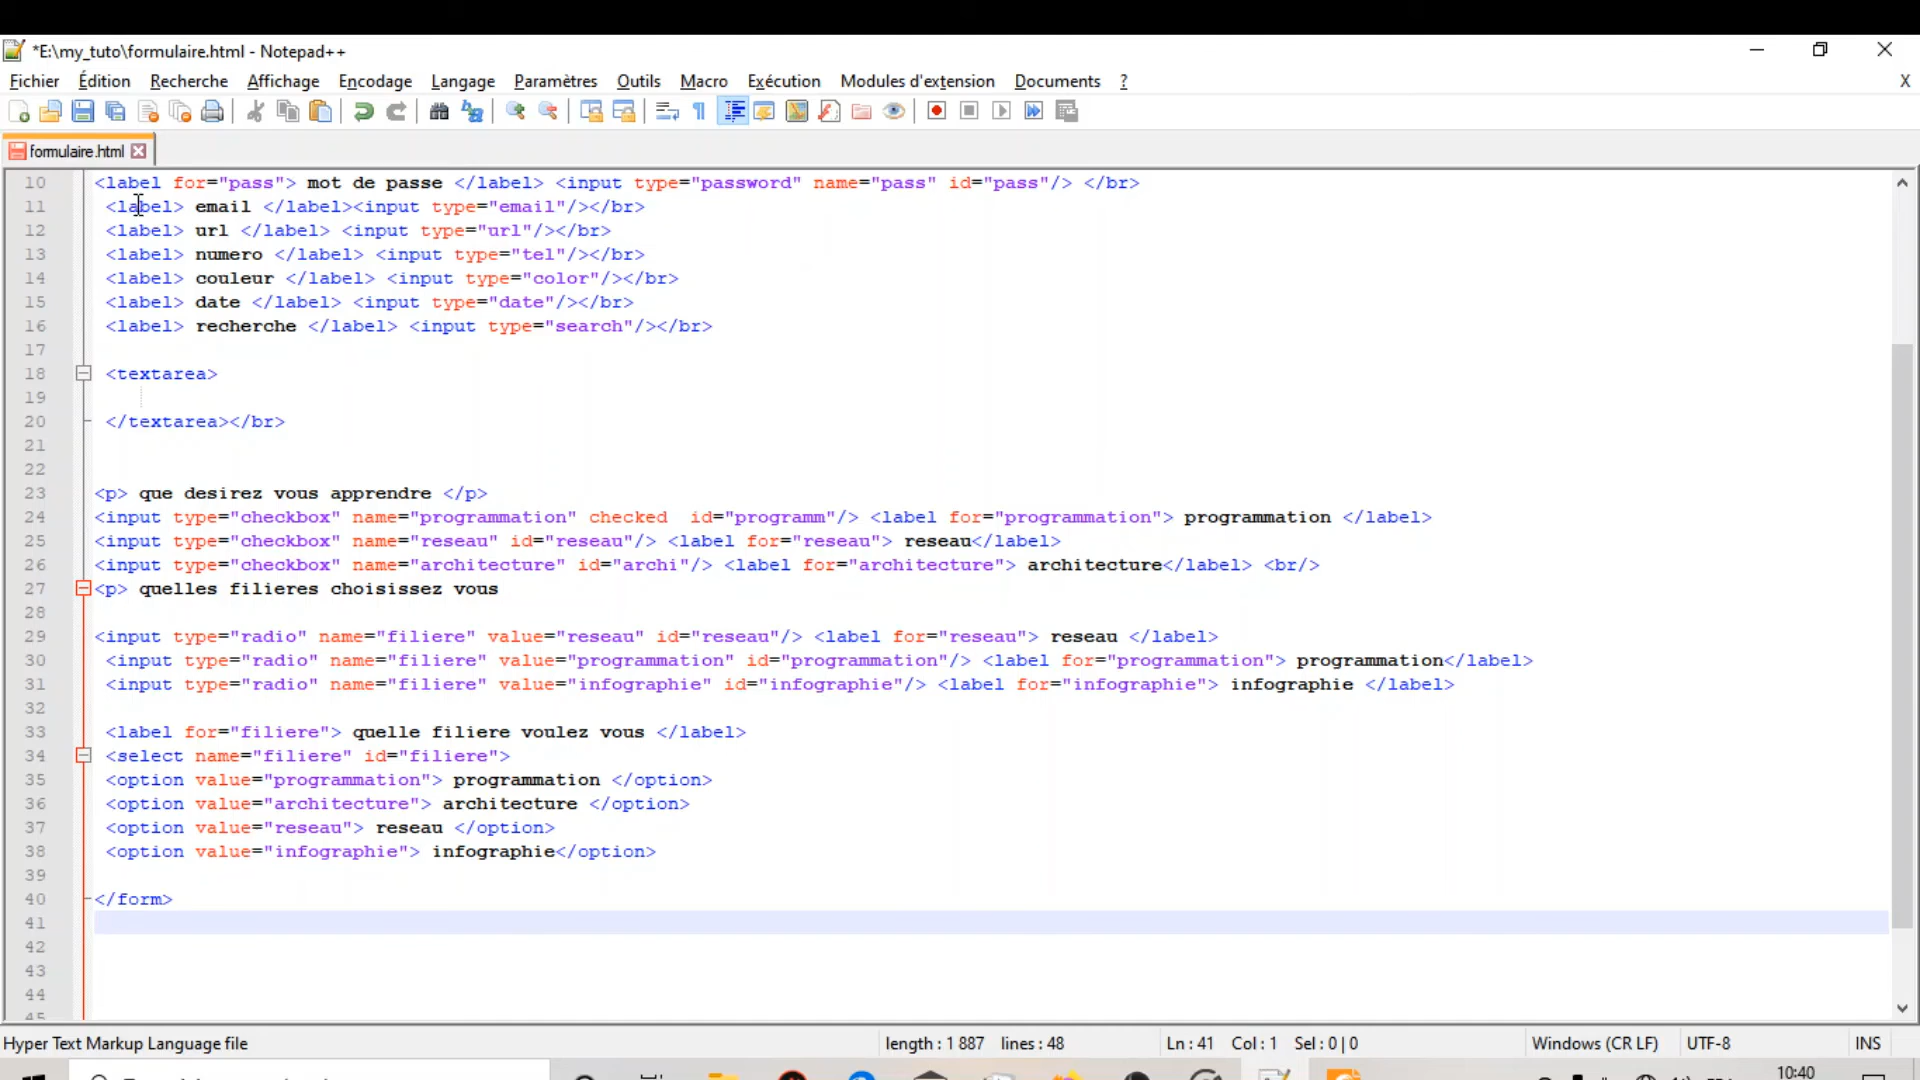 *E:\my_tuto\formulaire.html - Notepad++
Fichier Édition Recherche Affichage Encodage Langage Paramètres Outils Macro Exécution Modules d'extension Documents ? X
formulaire.html
10 <label for="pass"> mot de passe </label> <input type="password" name="pass" id="pass"/> </br>
11 <label> email </label><input type="email"/></br>
12 <label> url </label> <input type="url"/></br>
13 <label> numero </label> <input type="tel"/></br>
14 <label> couleur </label> <input type="color"/></br>
15 <label> date </label> <input type="date"/></br>
16 <label> recherche </label> <input type="search"/></br>
17
18 <textarea>
19
20 </textarea></br>
21
22
23 <p> que desirez vous apprendre </p>
24 <input type="checkbox" name="programmation" checked  id="programm"/> <label for="programmation"> programmation </label>
25 <input type="checkbox" name="reseau" id="reseau"/> <label for="reseau"> reseau</label>
26 <input type="checkbox" name="architecture" id="archi"/> <label for="architecture"> architecture</label> <br/>
27 <p> quelles filieres choisissez vous
28
29 <input type="radio" name="filiere" value="reseau" id="reseau"/> <label for="reseau"> reseau </label>
30 <input type="radio" name="filiere" value="programmation" id="programmation"/> <label for="programmation"> programmation</label>
31 <input type="radio" name="filiere" value="infographie" id="infographie"/> <label for="infographie"> infographie </label>
32
33 <label for="filiere"> quelle filiere voulez vous </label>
34 <select name="filiere" id="filiere">
35 <option value="programmation"> programmation </option>
36 <option value="architecture"> architecture </option>
37 <option value="reseau"> reseau </option>
38 <option value="infographie"> infographie</option>
39
40 </form>
41
42
43
44
45
Hyper Text Markup Language file length : 1 887 lines : 48 Ln : 41 Col : 1 Sel : 0 | 0 Windows (CR LF) UTF-8 INS
10:40